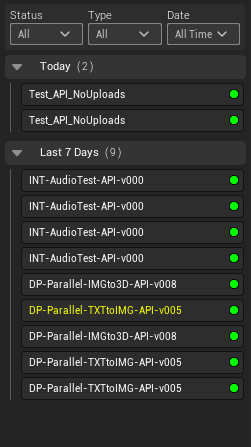 Status Type Date
All All All Time
Today (2)
Test_API_NoUploads
Test_API_NoUploads
Last 7 Days (9)
INT-AudioTest-API-v000
INT-AudioTest-API-v000
INT-AudioTest-API-v000
INT-AudioTest-API-v000
DP-Parallel-IMGto3D-API-v008
DP-Parallel-TXTtoIMG-API-v005
DP-Parallel-IMGto3D-API-v008
DP-Parallel-TXTtoIMG-API-v005
DP-Parallel-TXTtoIMG-API-v005